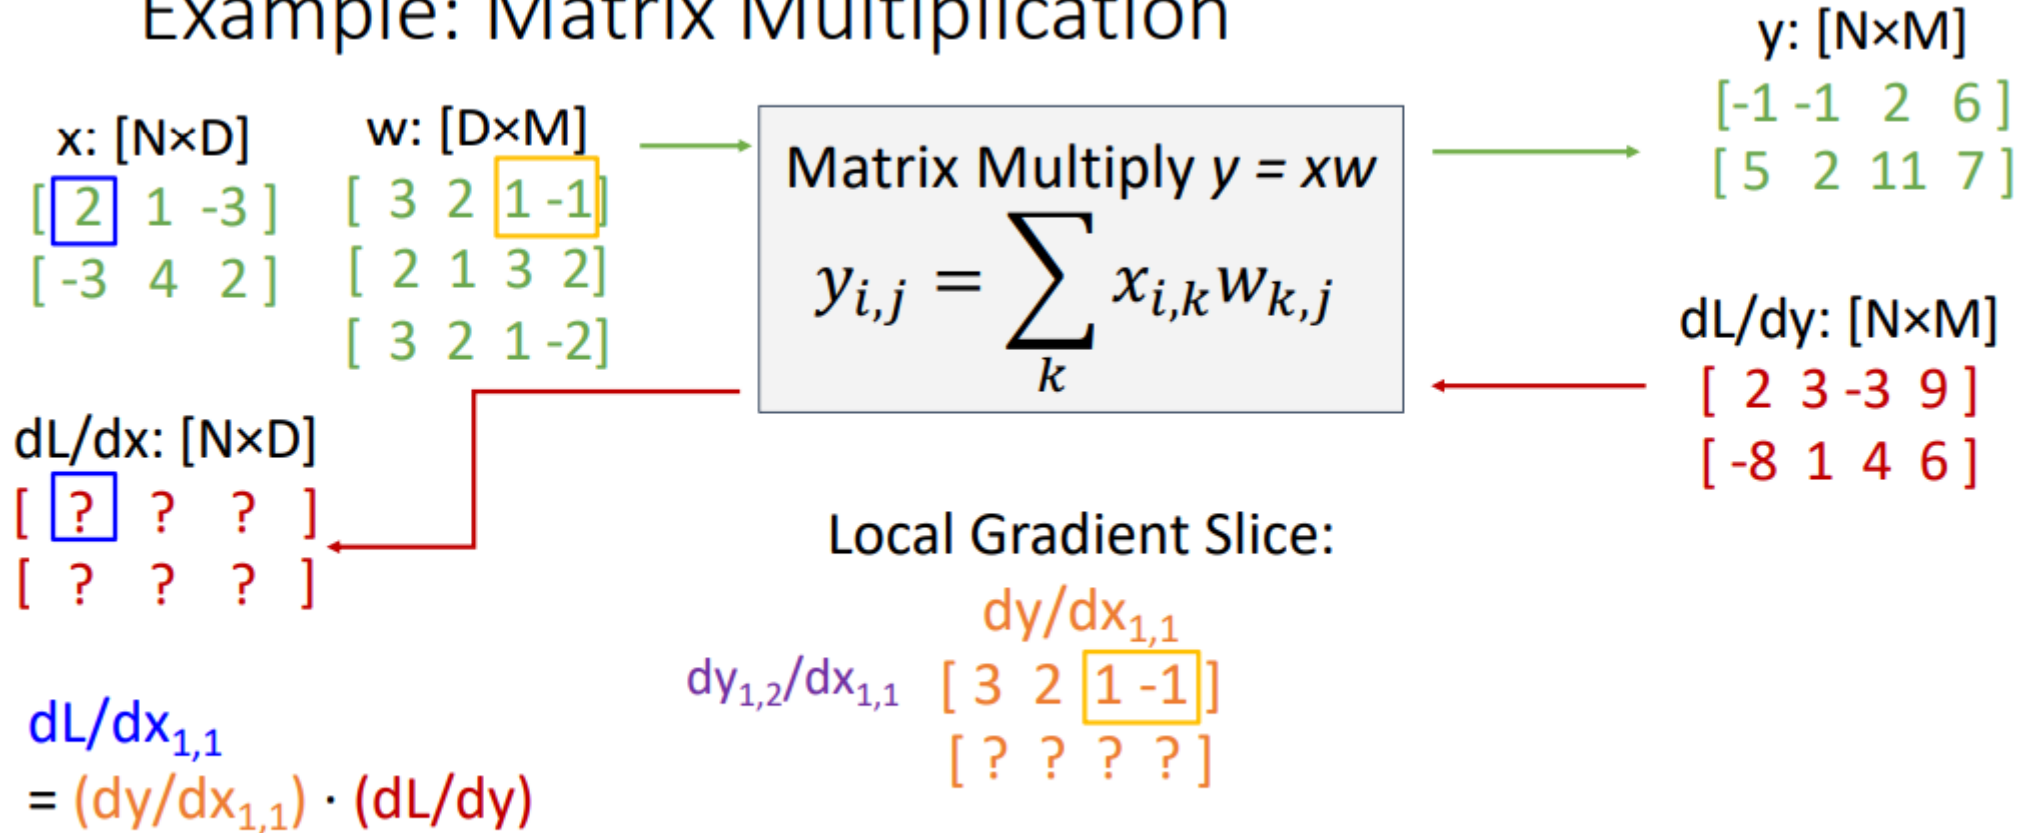 Example: Matrix Multiplication
x: [N×D]
[ 2 1 -3 ]
[ -3 4 2 ]
w: [D×M]
[ 3 2 1 -1]
[ 2 1 3 2]
[ 3 2 1 -2]
Matrix Multiply y = xw
y_{i,j} = ∑_k x_{i,k} w_{k,j}
y: [N×M]
[-1 -1 2 6 ]
[ 5 2 11 7 ]
dL/dy: [N×M]
[ 2 3 -3 9 ]
[ -8 1 4 6 ]
dL/dx: [N×D]
[ ? ? ? ]
[ ? ? ? ]
Local Gradient Slice:
dy/dx_{1,1}
dy_{1,2}/dx_{1,1} [ 3 2 1 -1 ]
[ ? ? ? ? ]
dL/dx_{1,1}
= (dy/dx_{1,1}) · (dL/dy)